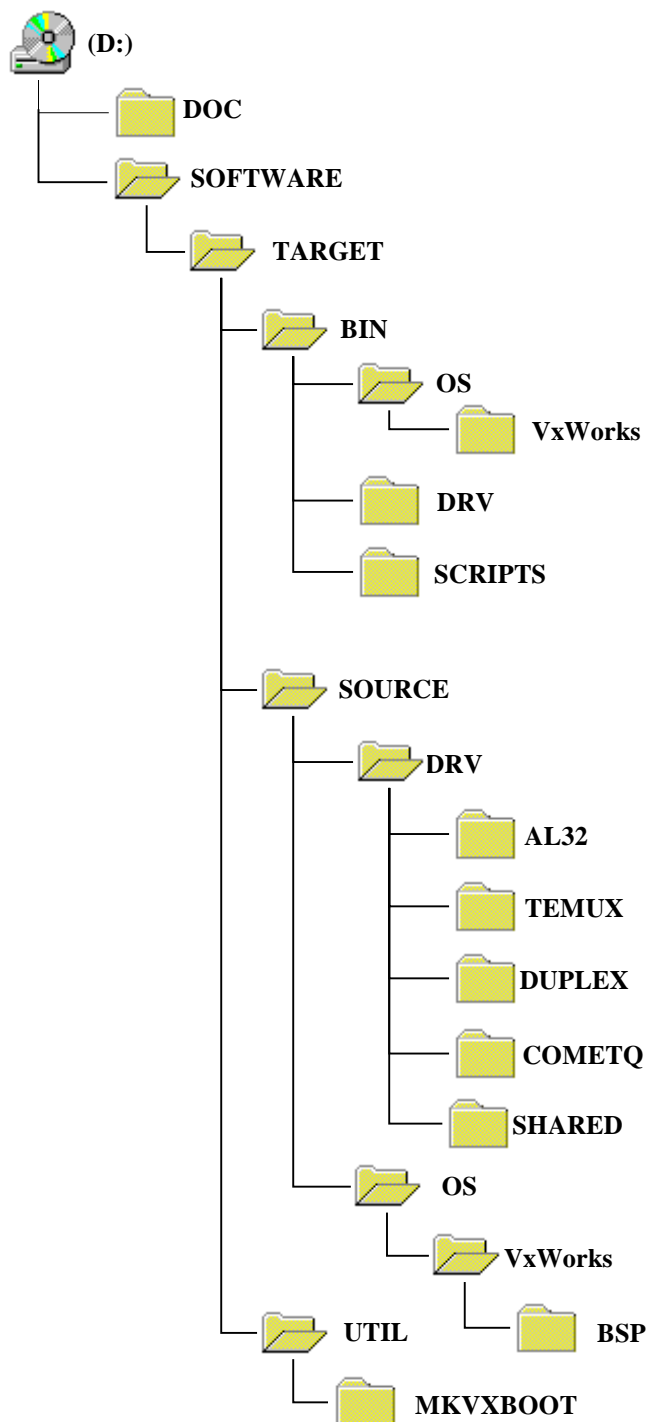 (D:)
DOC
SOFTWARE
TARGET
BIN
OS
VxWorks
DRV
SCRIPTS
SOURCE
DRV
AL32
TEMUX
DUPLEX
COMETQ
SHARED
OS
VxWorks
BSP
UTIL
MKVXBOOT